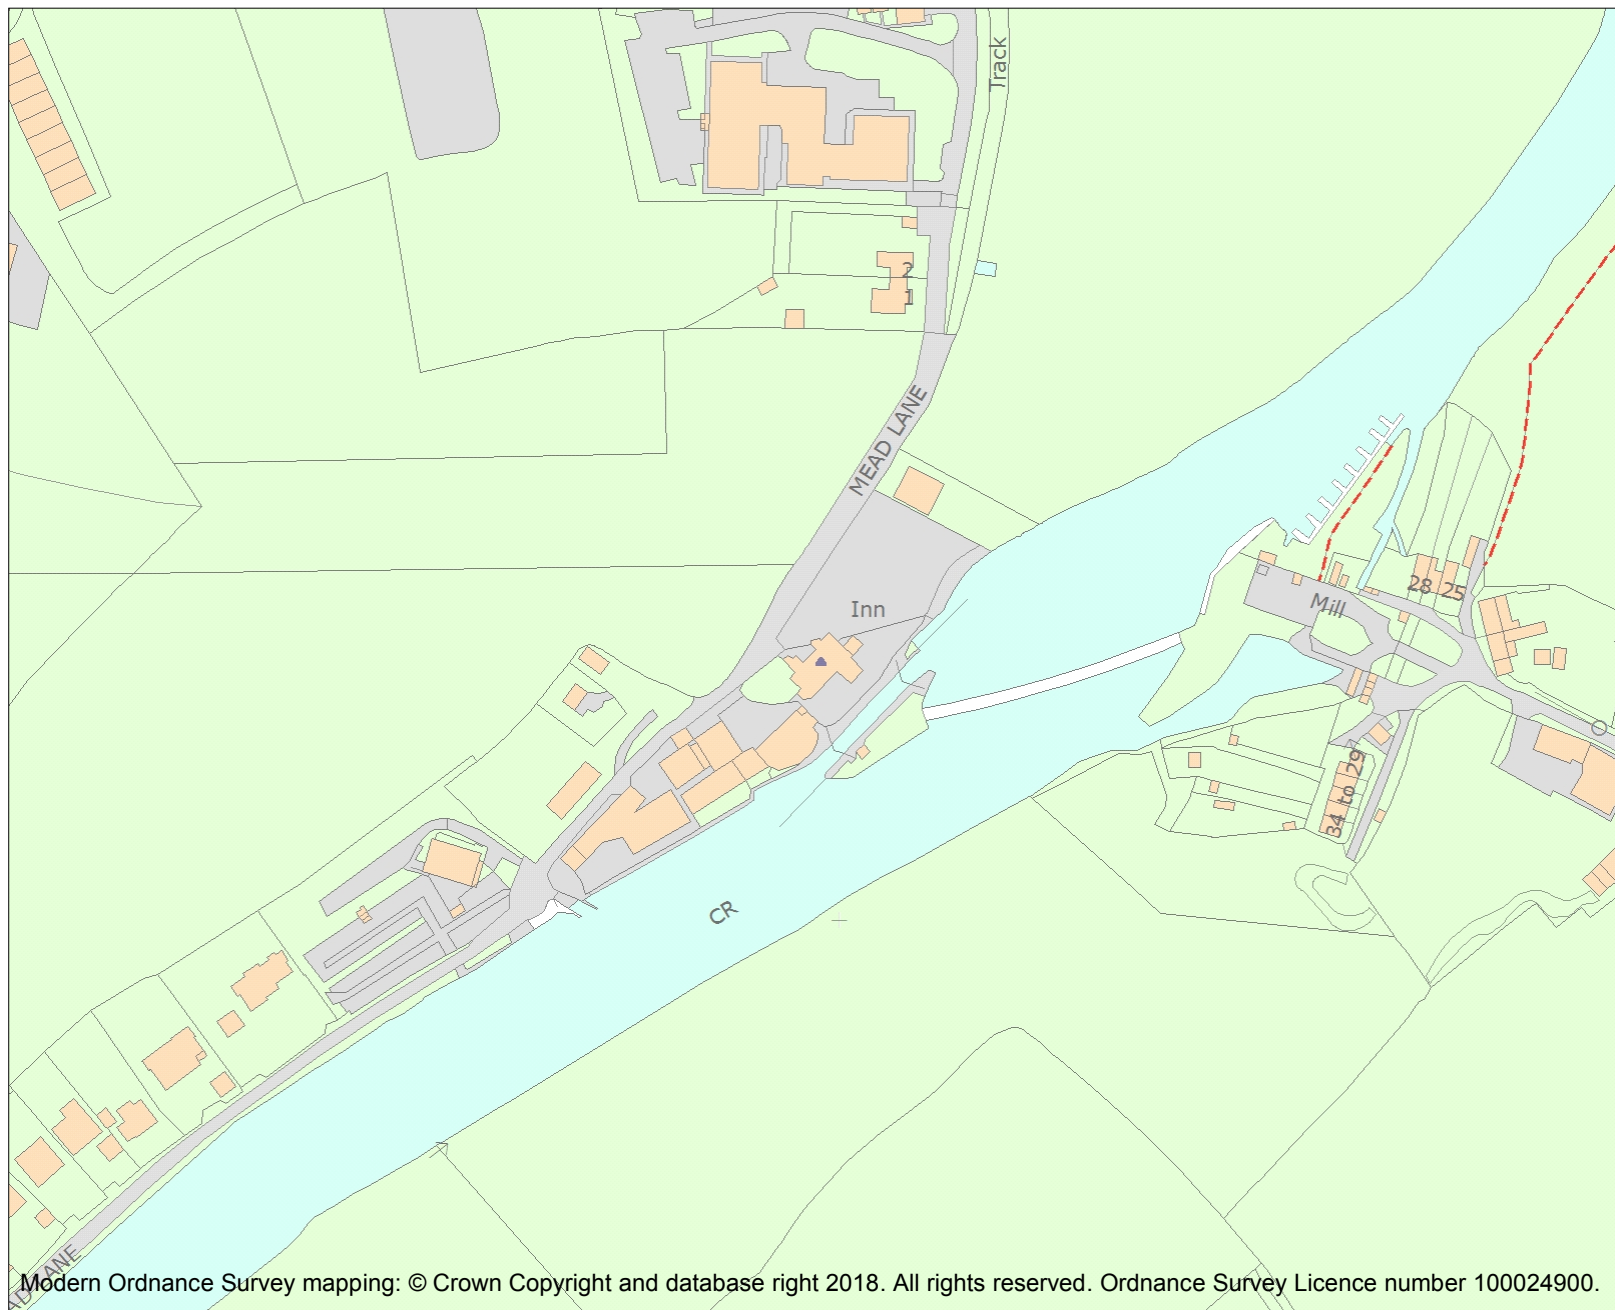 Track
2
1
MEAD LANE
Inn
28 25
Mill
34 to 29
CR
AD LANE
Modern Ordnance Survey mapping: © Crown Copyright and database right 2018. All rights reserved. Ordnance Survey Licence number 100024900.